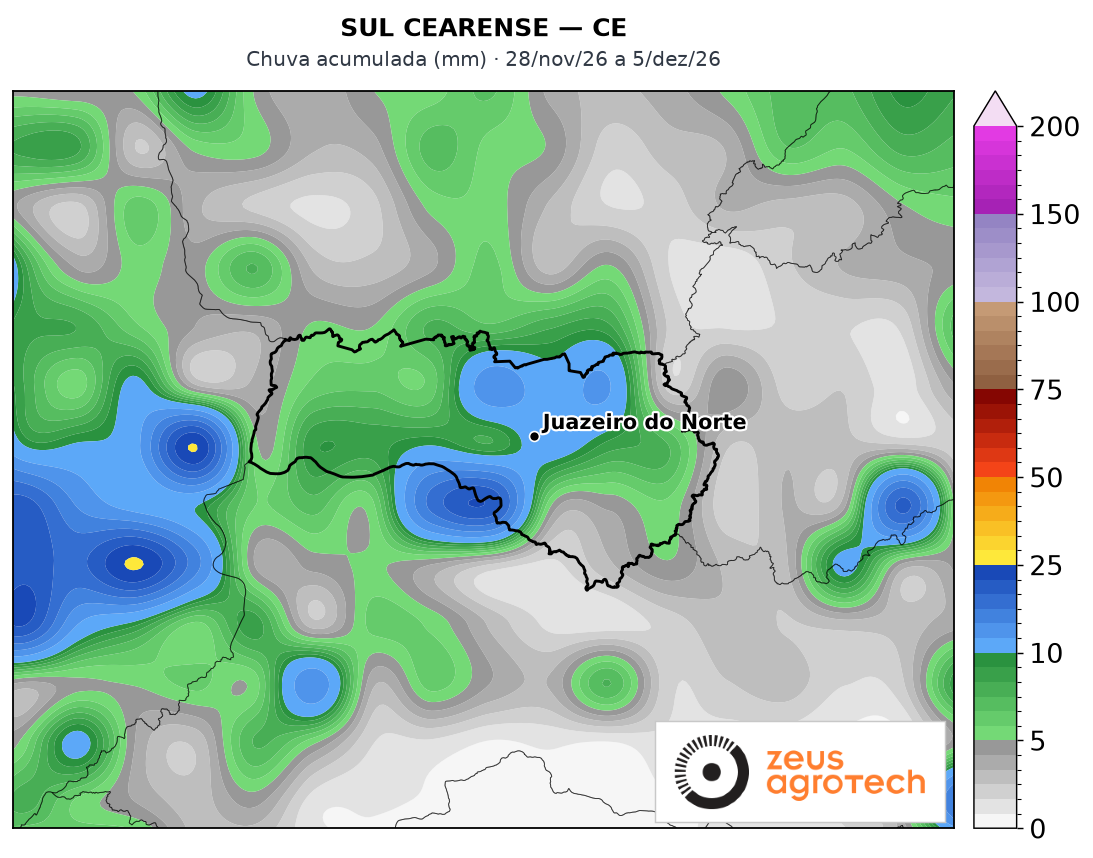 SUL CEARENSE — CE
Chuva acumulada (mm) · 28/nov/26 a 5/dez/26
200
150
100
75
50
25
10
5
0
Juazeiro do Norte
zeus
agrotech